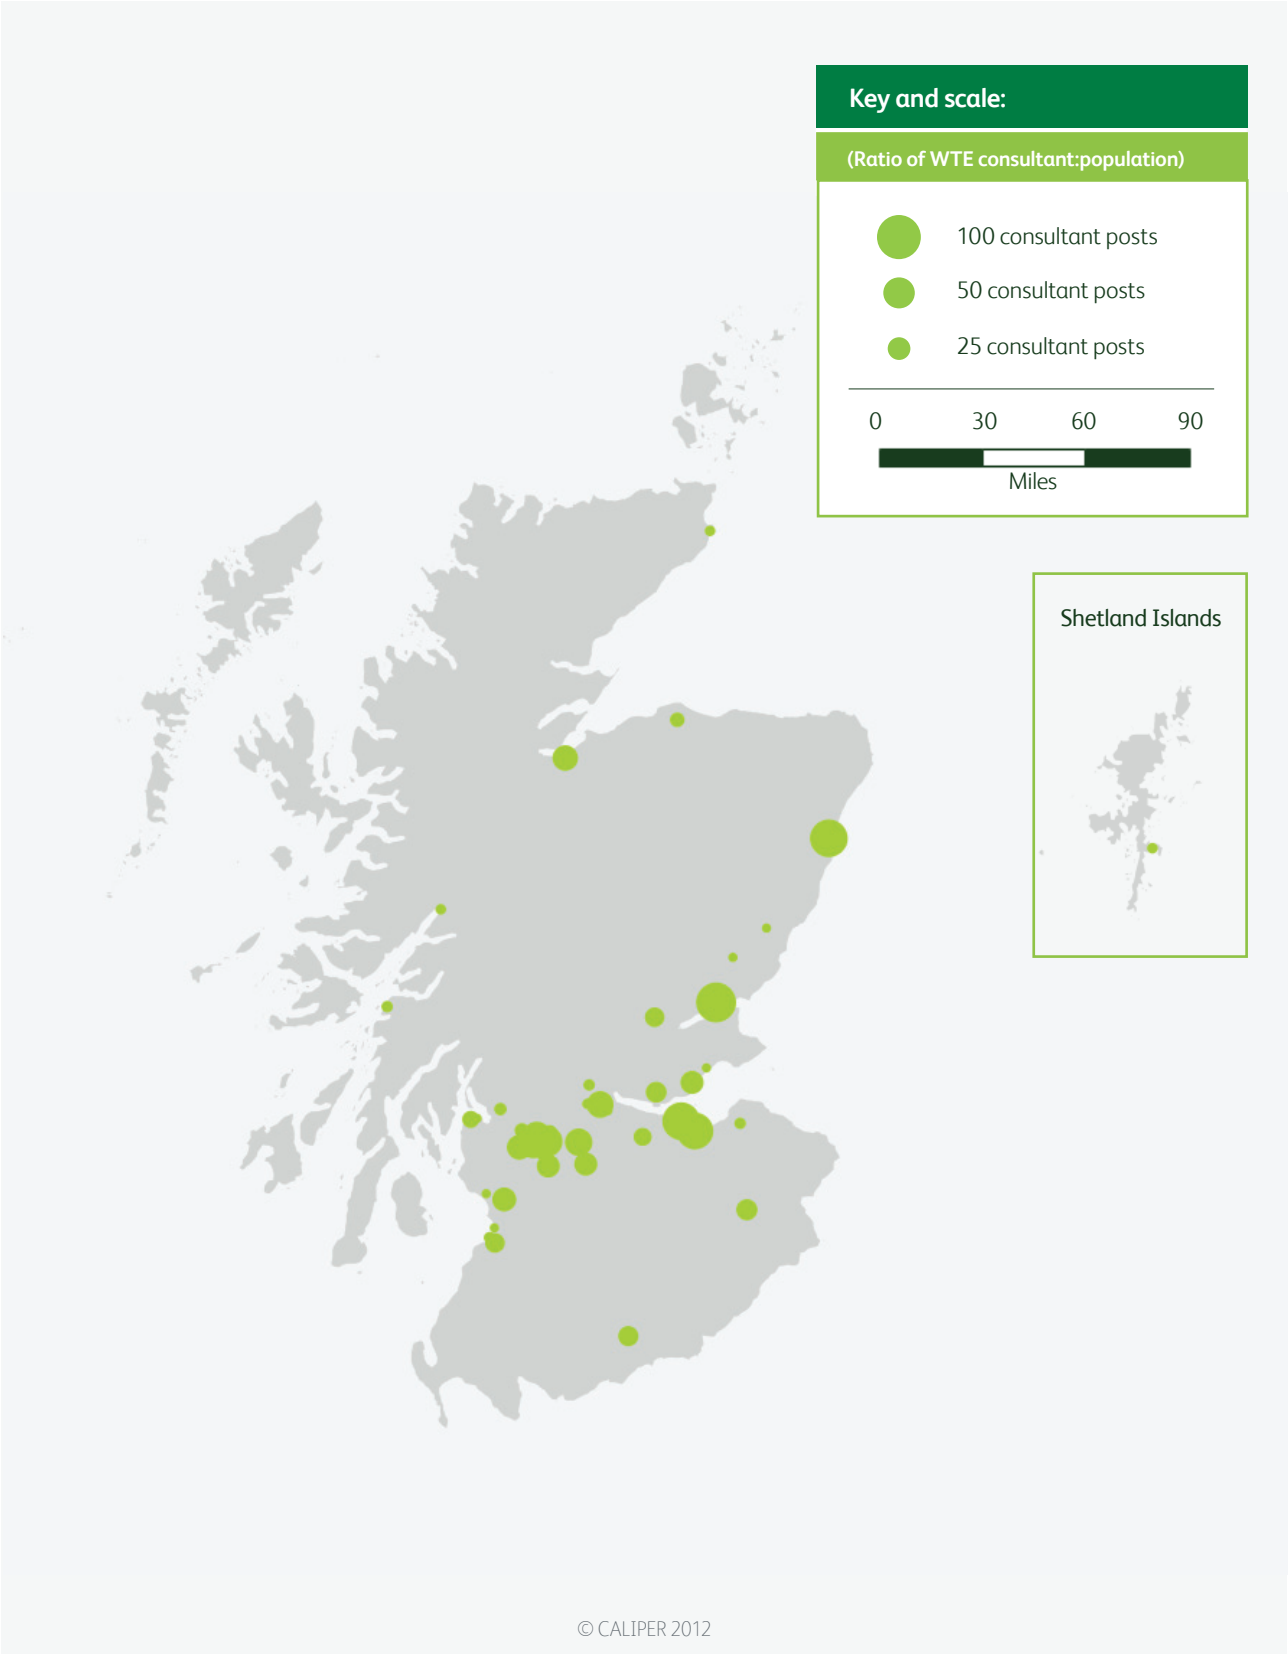 Key and scale:
(Ratio of WTE consultant:population)
100 consultant posts
50 consultant posts
25 consultant posts
0 30 60 90
Miles
Shetland Islands
© CALIPER 2012